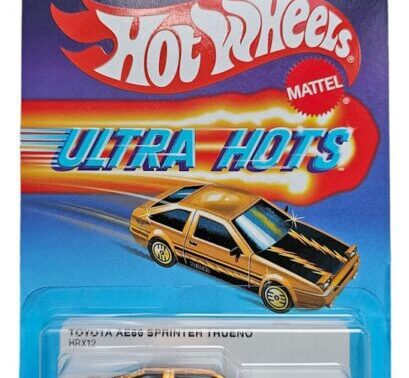 Hot Wheels®
MATTEL®
ULTRA HOTS
TOYOTA AE86 SPRINTER TRUENO
HRX12